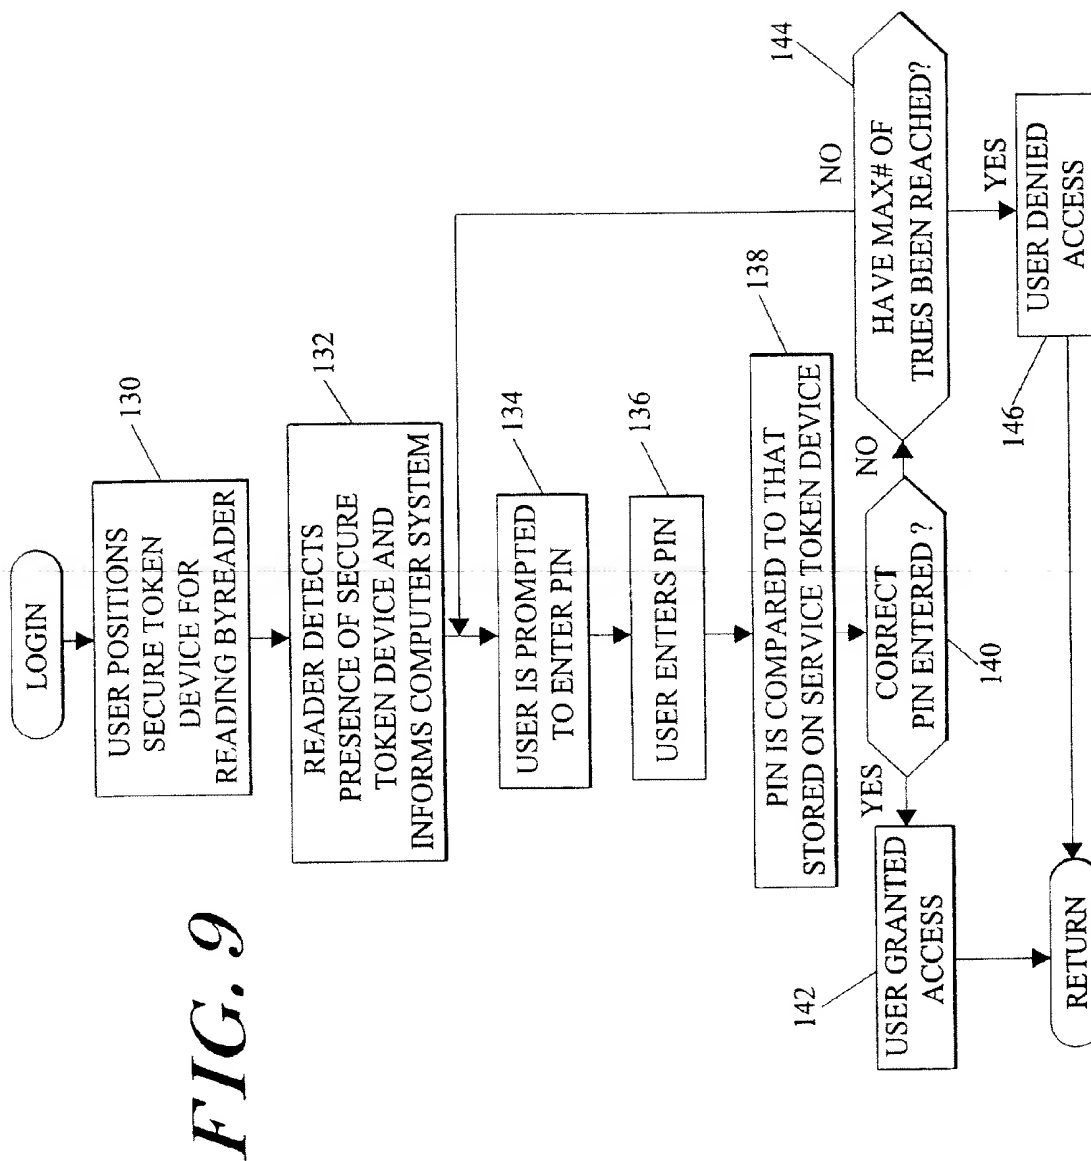 LOGIN
130
USER POSITIONS
SECURE TOKEN
DEVICE FOR
READING BYREADER
132
READER DETECTS
PRESENCE OF SECURE
TOKEN DEVICE AND
INFORMS COMPUTER SYSTEM
134
USER IS PROMPTED
TO ENTER PIN
136
USER ENTERS PIN
138
PIN IS COMPARED TO THAT
STORED ON SERVICE TOKEN DEVICE
CORRECT
PIN ENTERED ?
140
YES
NO
142
USER GRANTED
ACCESS
144
NO
HAVE MAX# OF
TRIES BEEN REACHED?
YES
146
USER DENIED
ACCESS
RETURN
FIG. 9